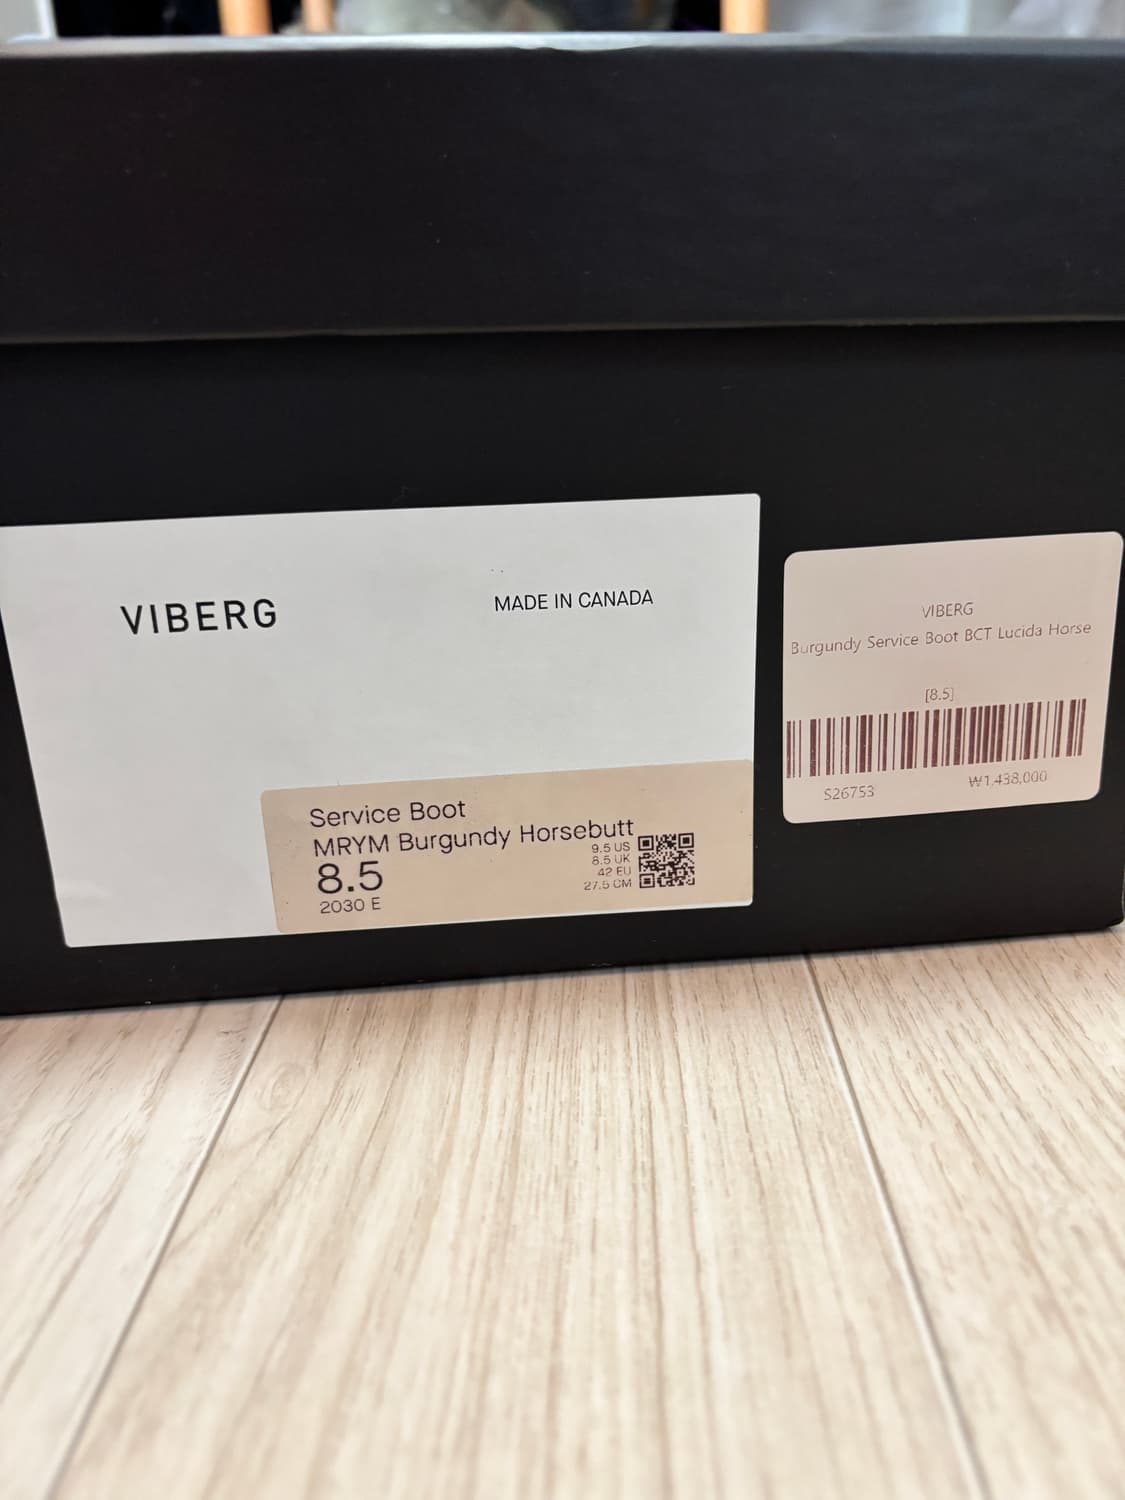 VIBERG
MADE IN CANADA
Service Boot
MRYM Burgundy Horsebutt
8.5
2030 E
9.5 US
8.5 UK
42 EU
27.5 CM
VIBERG
Burgundy Service Boot BCT Lucida Horse
[8.5]
S26753
₩1,438,000